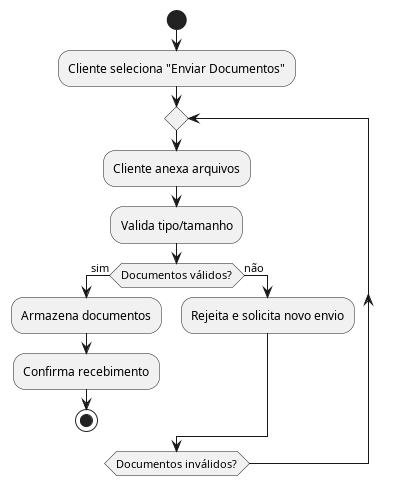 Cliente seleciona "Enviar Documentos"
Cliente anexa arquivos
Valida tipo/tamanho
Documentos válidos?
sim
não
Armazena documentos
Rejeita e solicita novo envio
Confirma recebimento
Documentos inválidos?